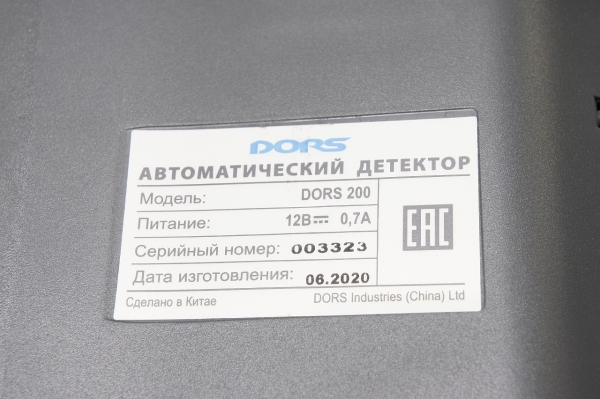 DORS
АВТОМАТИЧЕСКИЙ ДЕТЕКТОР
Модель: DORS 200
Питание: 12В⎓ 0,7А
Серийный номер: 003323
Дата изготовления: 06.2020
EAC
Сделано в Китае DORS Industries (China) Ltd